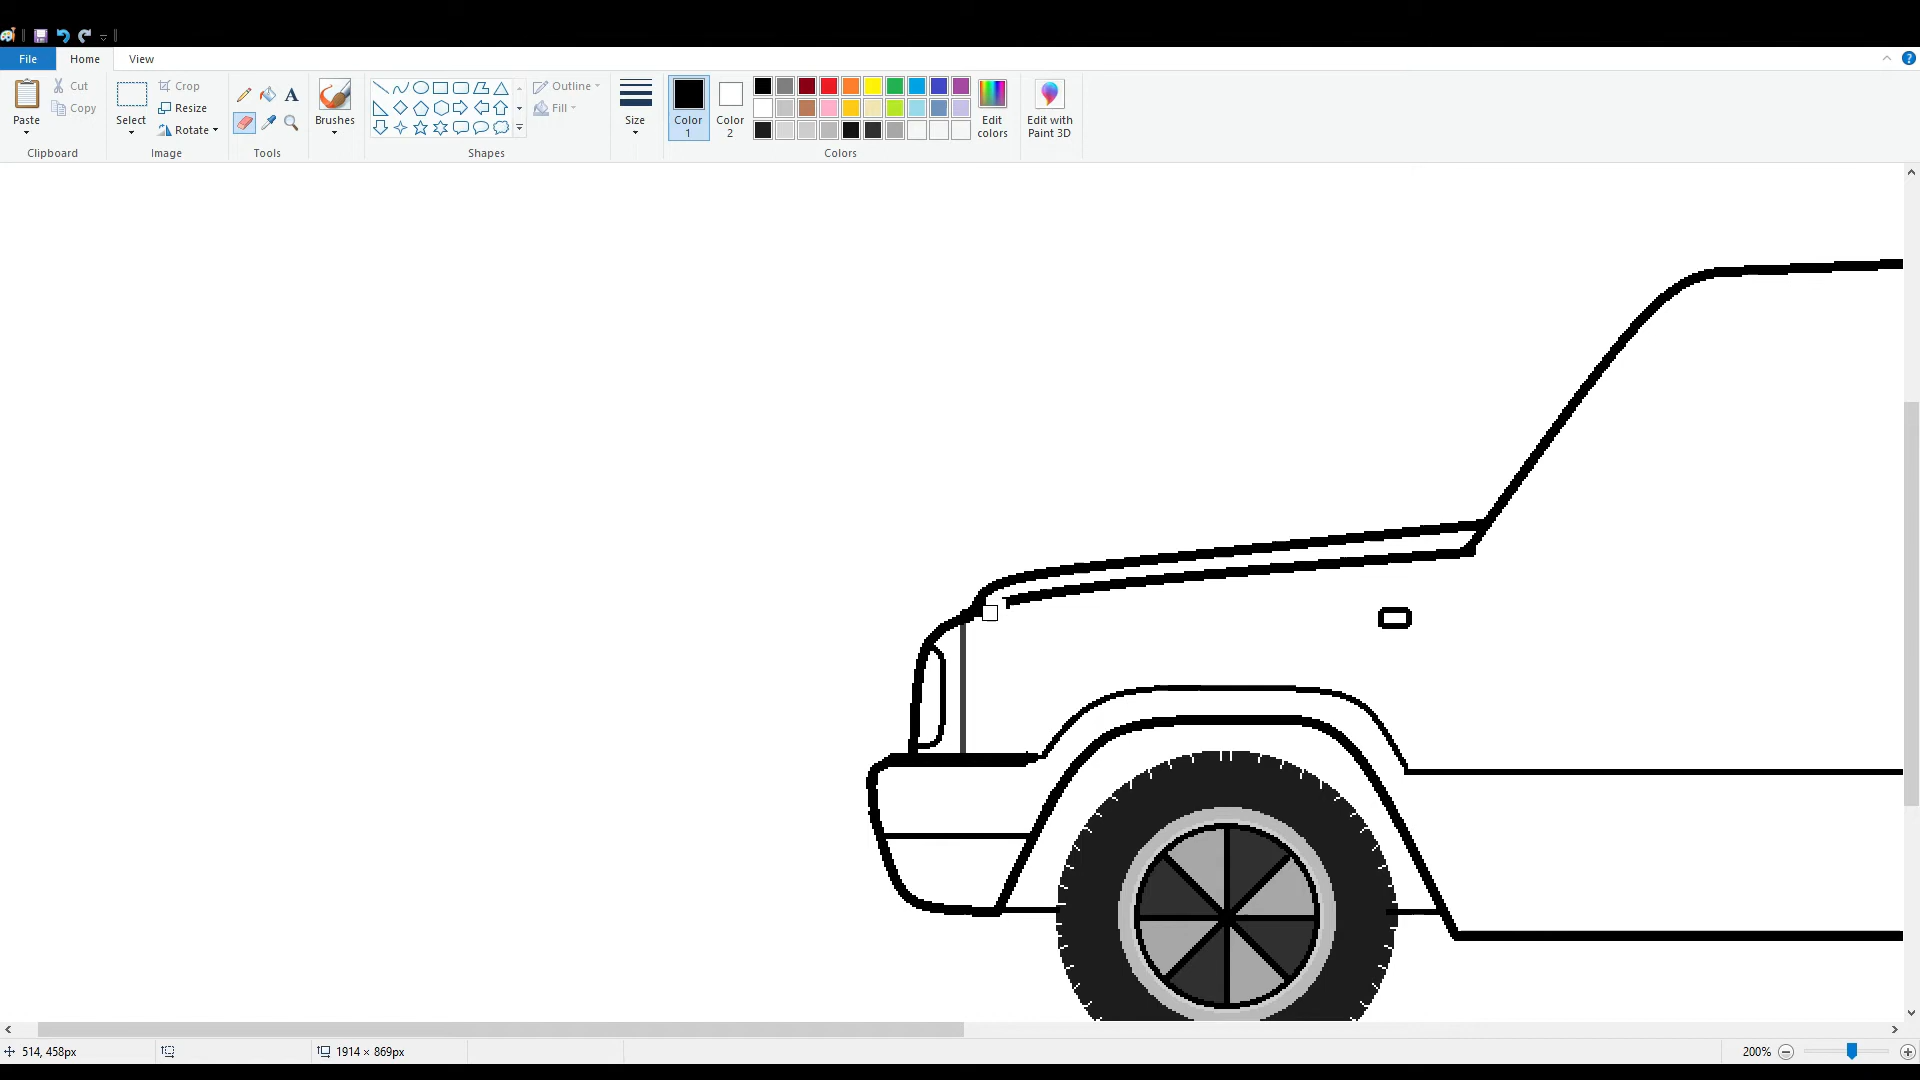 File Home View
Paste
Cut
Copy
Clipboard
Select
Crop
Resize
Rotate
Image
A
Tools
Brushes
Shapes
Outline
Fill
Size
Color 1
Color 2
Colors
Edit colors
Edit with Paint 3D
514, 458px
1914 × 869px
200%